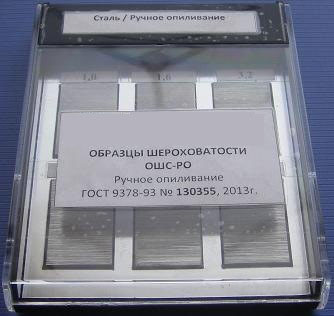 Сталь / Ручное опиливание
1,6
3,2
ОБРАЗЦЫ ШЕРОХОВАТОСТИ
ОШС-РО
Ручное опиливание
ГОСТ 9378-93 № 130355, 2013г.